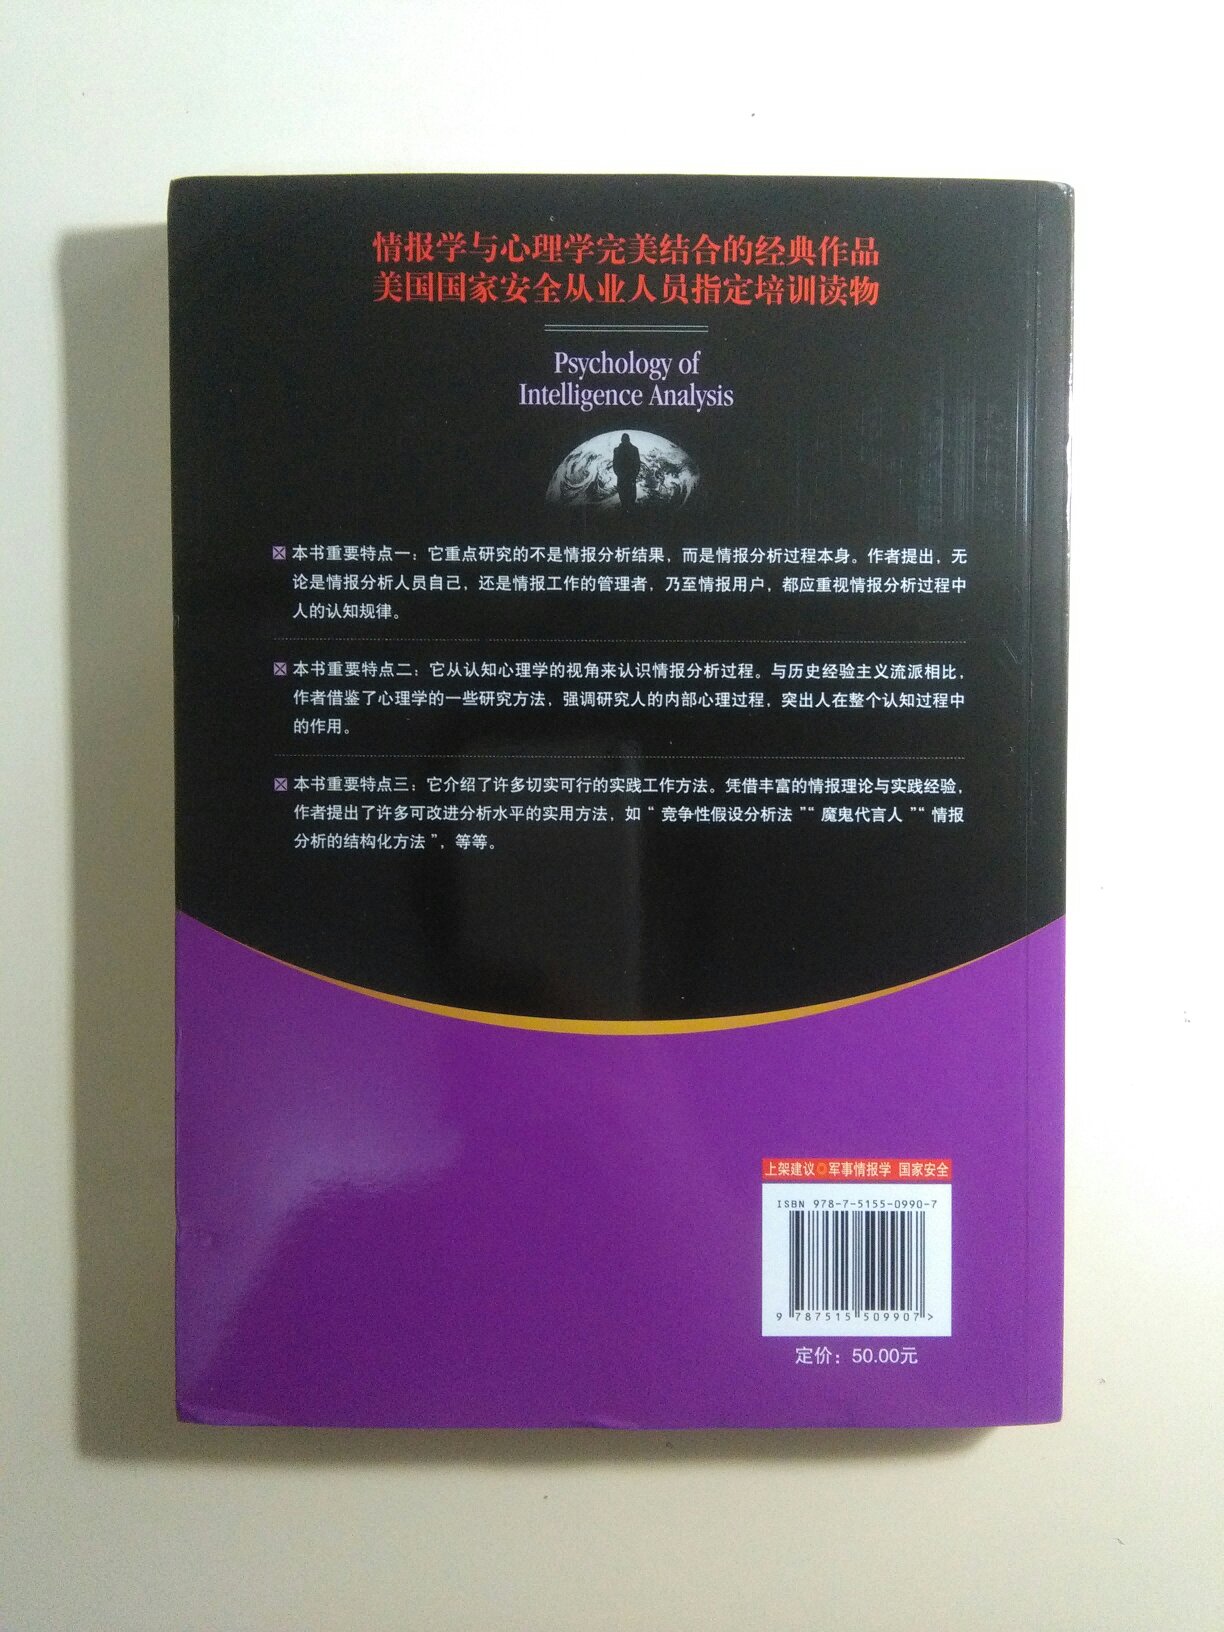 情报学与心理学完美结合的经典作品
美国国家安全从业人员指定培训读物
Psychology of
Intelligence Analysis
本书重要特点一：它重点研究的不是情报分析结果，而是情报分析过程本身。作者提出，无
论是情报分析人员自己，还是情报工作的管理者，乃至情报用户，都应重视情报分析过程中
人的认知规律。
本书重要特点二：它从认知心理学的视角来认识情报分析过程。与历史经验主义流派相比，
作者借鉴了心理学的一些研究方法，强调研究人的内部心理过程，突出人在整个认知过程中
的作用。
本书重要特点三：它介绍了许多切实可行的实践工作方法。凭借丰富的情报理论与实践经验，
作者提出了许多可改进分析水平的实用方法，如“竞争性假设分析法”“魔鬼代言人”“情报
分析的结构化方法”，等等。
上架建议◎军事情报学 国家安全
ISBN 978-7-5155-0990-7
9 787515 509907 >
定价：50.00元